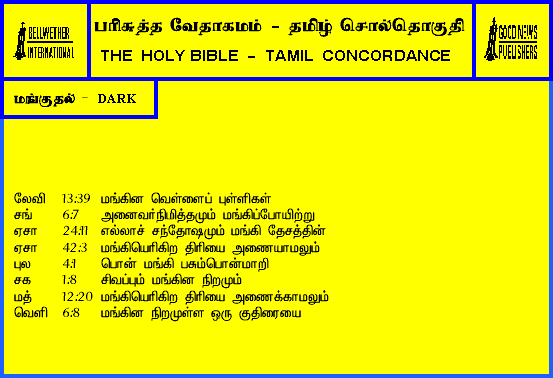 BELLWETHER
INTERNATIONAL
பரிசுத்த வேதாகமம் - தமிழ் சொல்தொகுதி
THE HOLY BIBLE - TAMIL CONCORDANCE
GOOD NEWS
PUBLISHERS
மங்குதல் - DARK
லேவி 13:39 மங்கின வெள்ளைப் புள்ளிகள்
சங் 6:7 அனைவர்நிமித்தமும் மங்கிப்போயிற்று
ஏசா 24:11 எல்லாச் சந்தோஷமும் மங்கி தேசத்தின்
ஏசா 42:3 மங்கியெரிகிற திரியை அணையாமலும்
புல 4:1 பொன் மங்கி பசும்பொன்மாறி
சக 1:8 சிவப்பும் மங்கின நிறமும்
மத் 12:20 மங்கியெரிகிற திரியை அணைக்காமலும்
வெளி 6:8 மங்கின நிறமுள்ள ஒரு குதிரையை